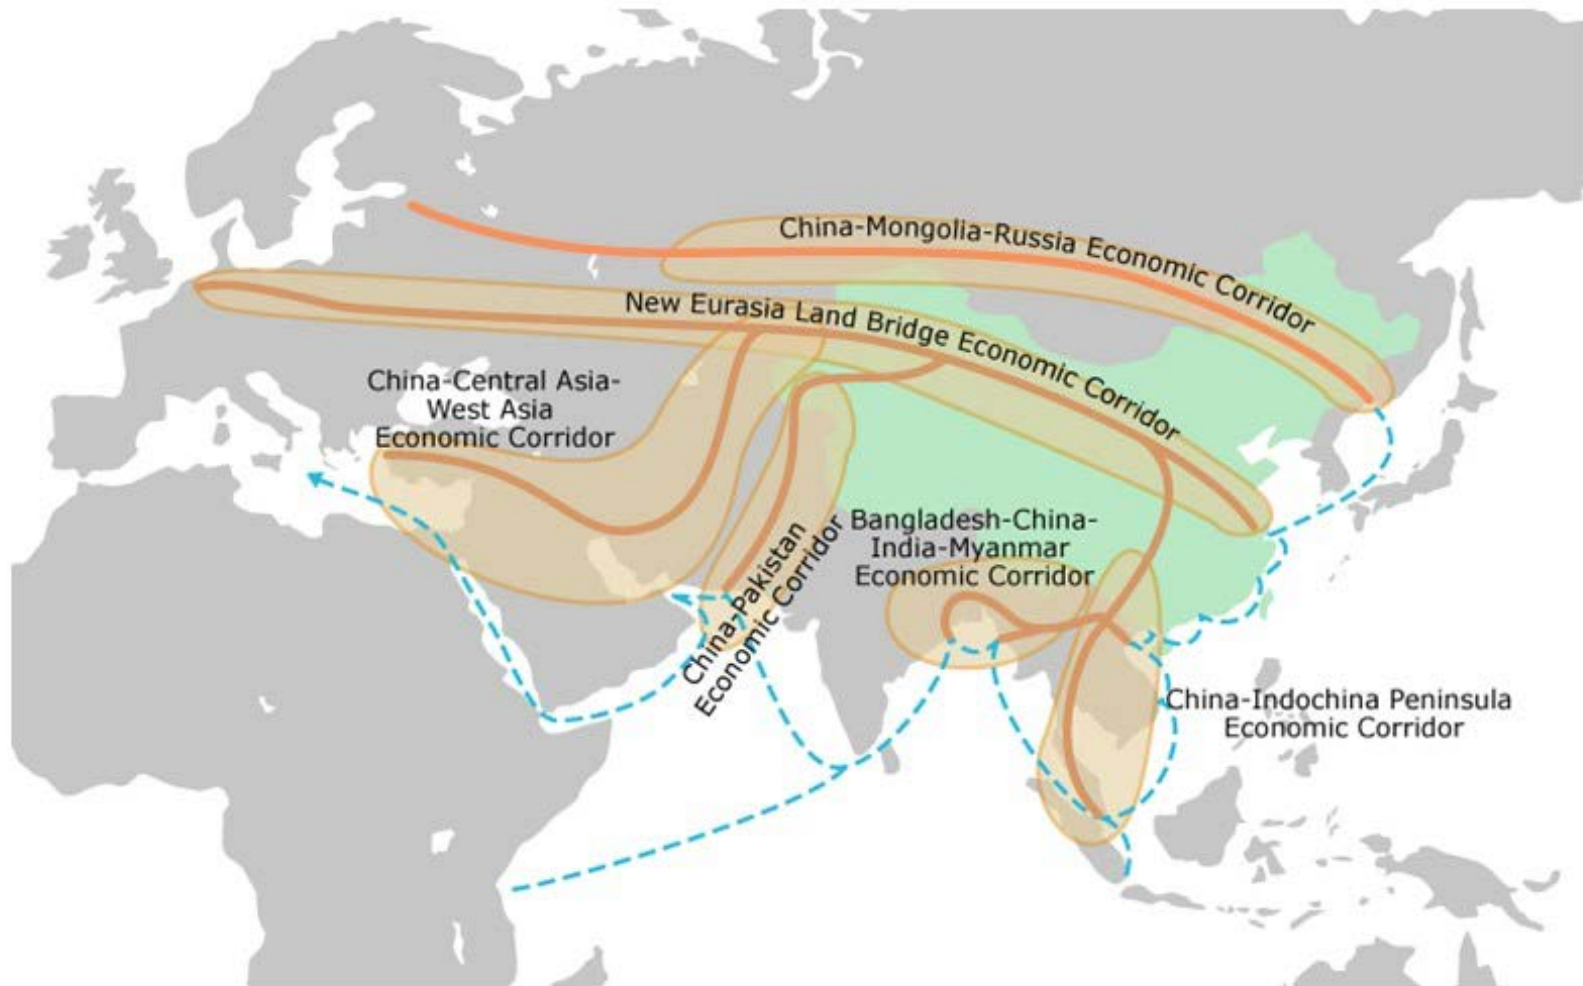 China-Mongolia-Russia Economic Corridor
New Eurasia Land Bridge Economic Corridor
China-Central Asia-
West Asia
Economic Corridor
China-Pakistan
Economic Corridor
Bangladesh-China-
India-Myanmar
Economic Corridor
China-Indochina Peninsula
Economic Corridor